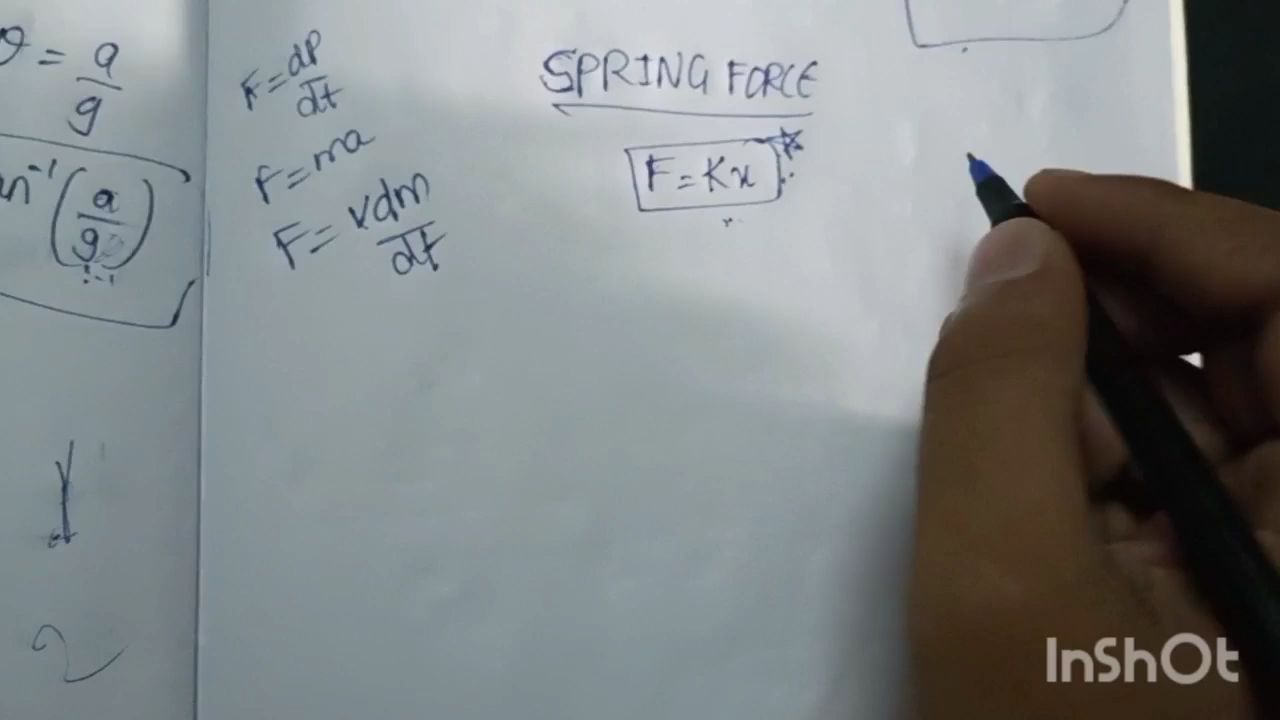 θ = a/g
n⁻¹(a/g)
F = dP/dt
F = ma
F = vdm/dt
SPRING FORCE
F = Kx
InShOt